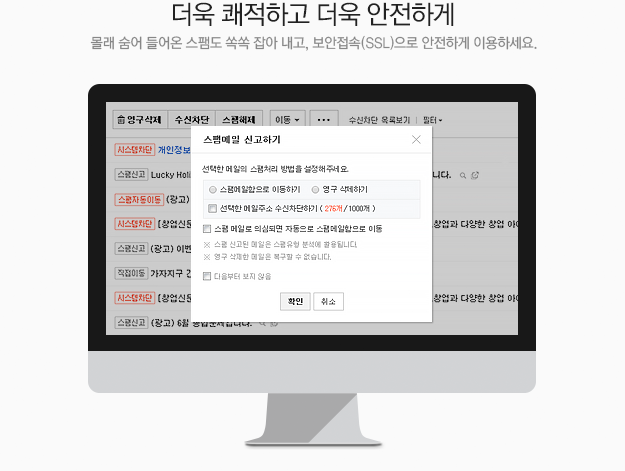 더욱 쾌적하고 더욱 안전하게
몰래 숨어 들어온 스팸도 쏙쏙 잡아 내고, 보안접속(SSL)으로 안전하게 이용하세요.
영구삭제 수신차단 스팸해제 이동 ··· 수신차단 목록보기 | 필터
스팸메일 신고하기
시스템차단 개인정보
선택한 메일의 스팸처리 방법을 설정해주세요.
스팸신고 Lucky Holi 니다.
스팸메일함으로 이동하기 영구 삭제하기
스팸자동이동 (광고)
선택한 메일주소 수신차단하기 ( 276개/1000개 )
시스템차단 [창업신문 창업과 다양한 창업 아이
스팸 메일로 의심되면 자동으로 스팸메일함으로 이동
스팸신고 (광고) 이벤
※ 스팸 신고된 메일은 스팸유형 분석에 활용됩니다.
※ 영구 삭제한 메일은 복구할 수 없습니다.
직접이동 가자지구 긴
다음부터 보지 않음
시스템차단 [창업신문 창업과 다양한 창업 아이
확인 취소
스팸신고 (광고) 6월